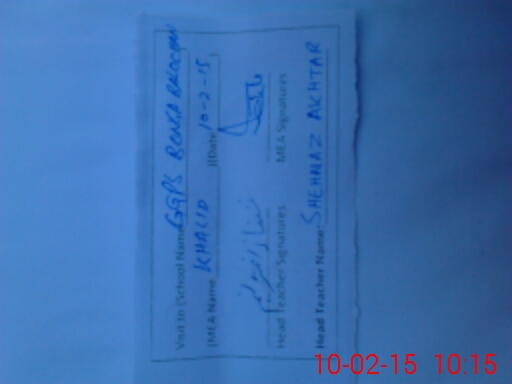 Visit to (School Name) GGPS BENKA BALOCHAN
(MEA Name KHALID )(Date 10-2-15,
Head Teacher Signatures MEA Signatures
Head Teacher Name: SHEHNAZ AKHTAR
10-02-15 10:15